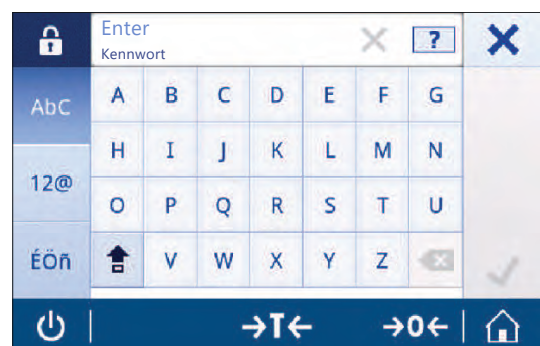 Enter
Kennwort
?
AbC
A B C D E F G
H I J K L M N
12@
O P Q R S T U
ÉÖñ
V W X Y Z
→T← →0←